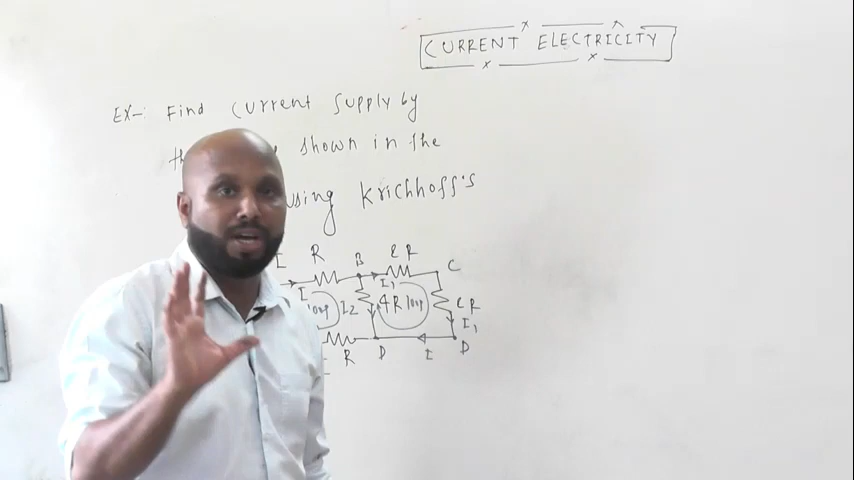 CURRENT ELECTRICITY
EX-: Find current supply by
shown in the
using Krichhoff's
I R B 2R C
I I1
loop I2 4R loop 2R
I1
R D I D